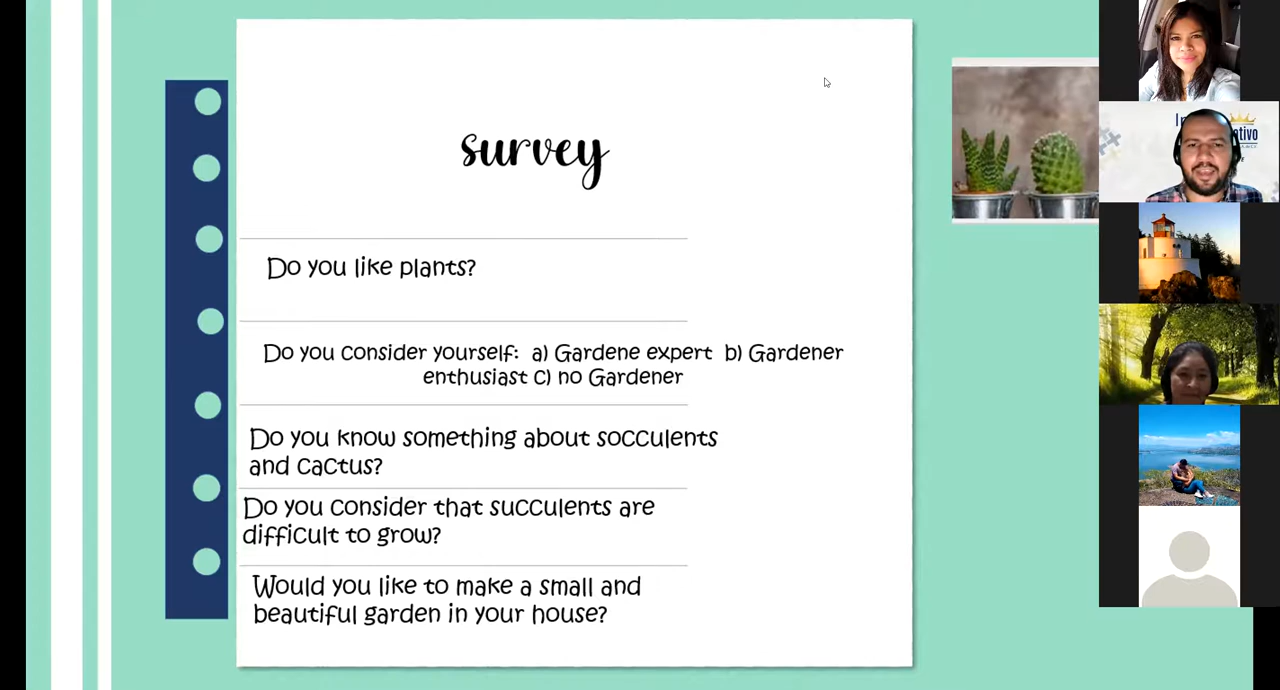 survey
Do you like plants?
Do you consider yourself: a) Gardene expert b) Gardener
enthusiast c) no Gardener
Do you know something about socculents
and cactus?
Do you consider that succulents are
difficult to grow?
Would you like to make a small and
beautiful garden in your house?